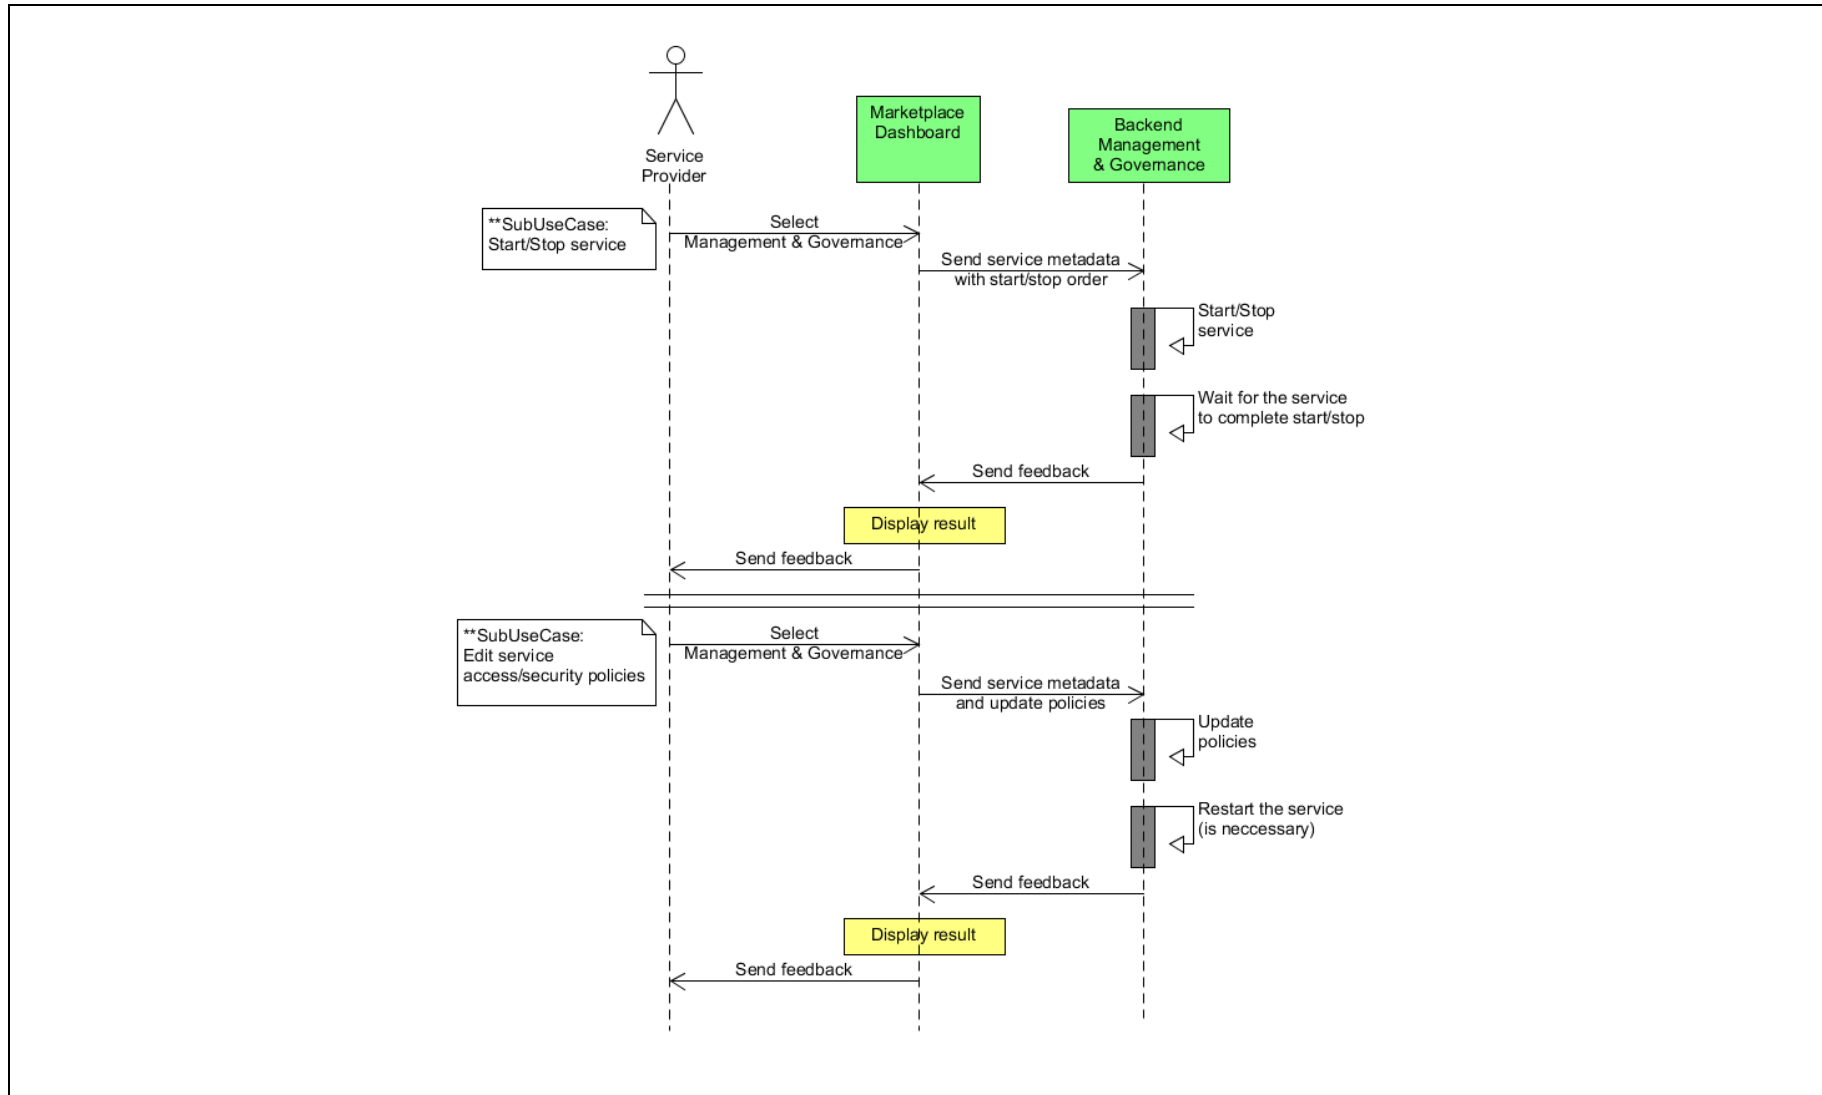 Service
Provider
Marketplace
Dashboard
Backend
Management
& Governance
**SubUseCase:
Start/Stop service
Select
Management & Governance
Send service metadata
with start/stop order
Start/Stop
service
Wait for the service
to complete start/stop
Send feedback
Display result
Send feedback
**SubUseCase:
Edit service
access/security policies
Select
Management & Governance
Send service metadata
and update policies
Update
policies
Restart the service
(is neccessary)
Send feedback
Display result
Send feedback